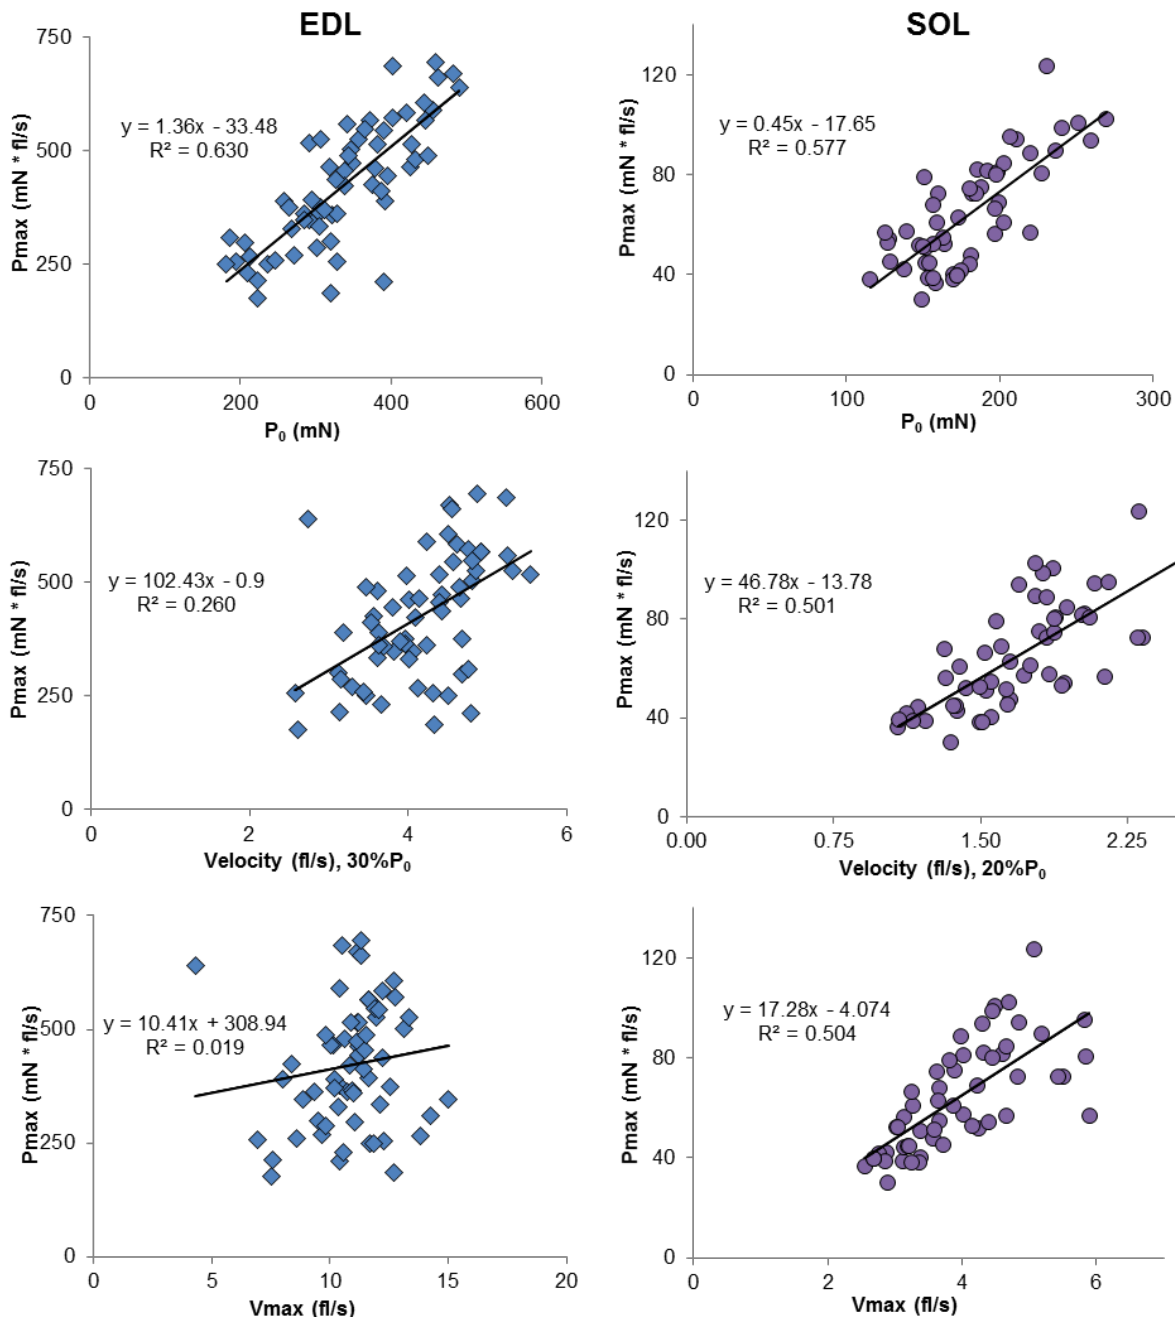 EDL
SOL
750
500
250
0
Pmax (mN * fl/s)
y = 1.36x - 33.48
R² = 0.630
0 200 400 600
P₀ (mN)
120
80
40
0
Pmax (mN * fl/s)
y = 0.45x - 17.65
R² = 0.577
0 100 200 300
P₀ (mN)
750
500
250
0
Pmax (mN * fl/s)
y = 102.43x - 0.9
R² = 0.260
0 2 4 6
Velocity (fl/s), 30%P₀
120
80
40
0
Pmax (mN * fl/s)
y = 46.78x - 13.78
R² = 0.501
0.00 0.75 1.50 2.25
Velocity (fl/s), 20%P₀
750
500
250
0
Pmax (mN * fl/s)
y = 10.41x + 308.94
R² = 0.019
0 5 10 15 20
Vmax (fl/s)
120
80
40
0
Pmax (mN * fl/s)
y = 17.28x - 4.074
R² = 0.504
0 2 4 6
Vmax (fl/s)